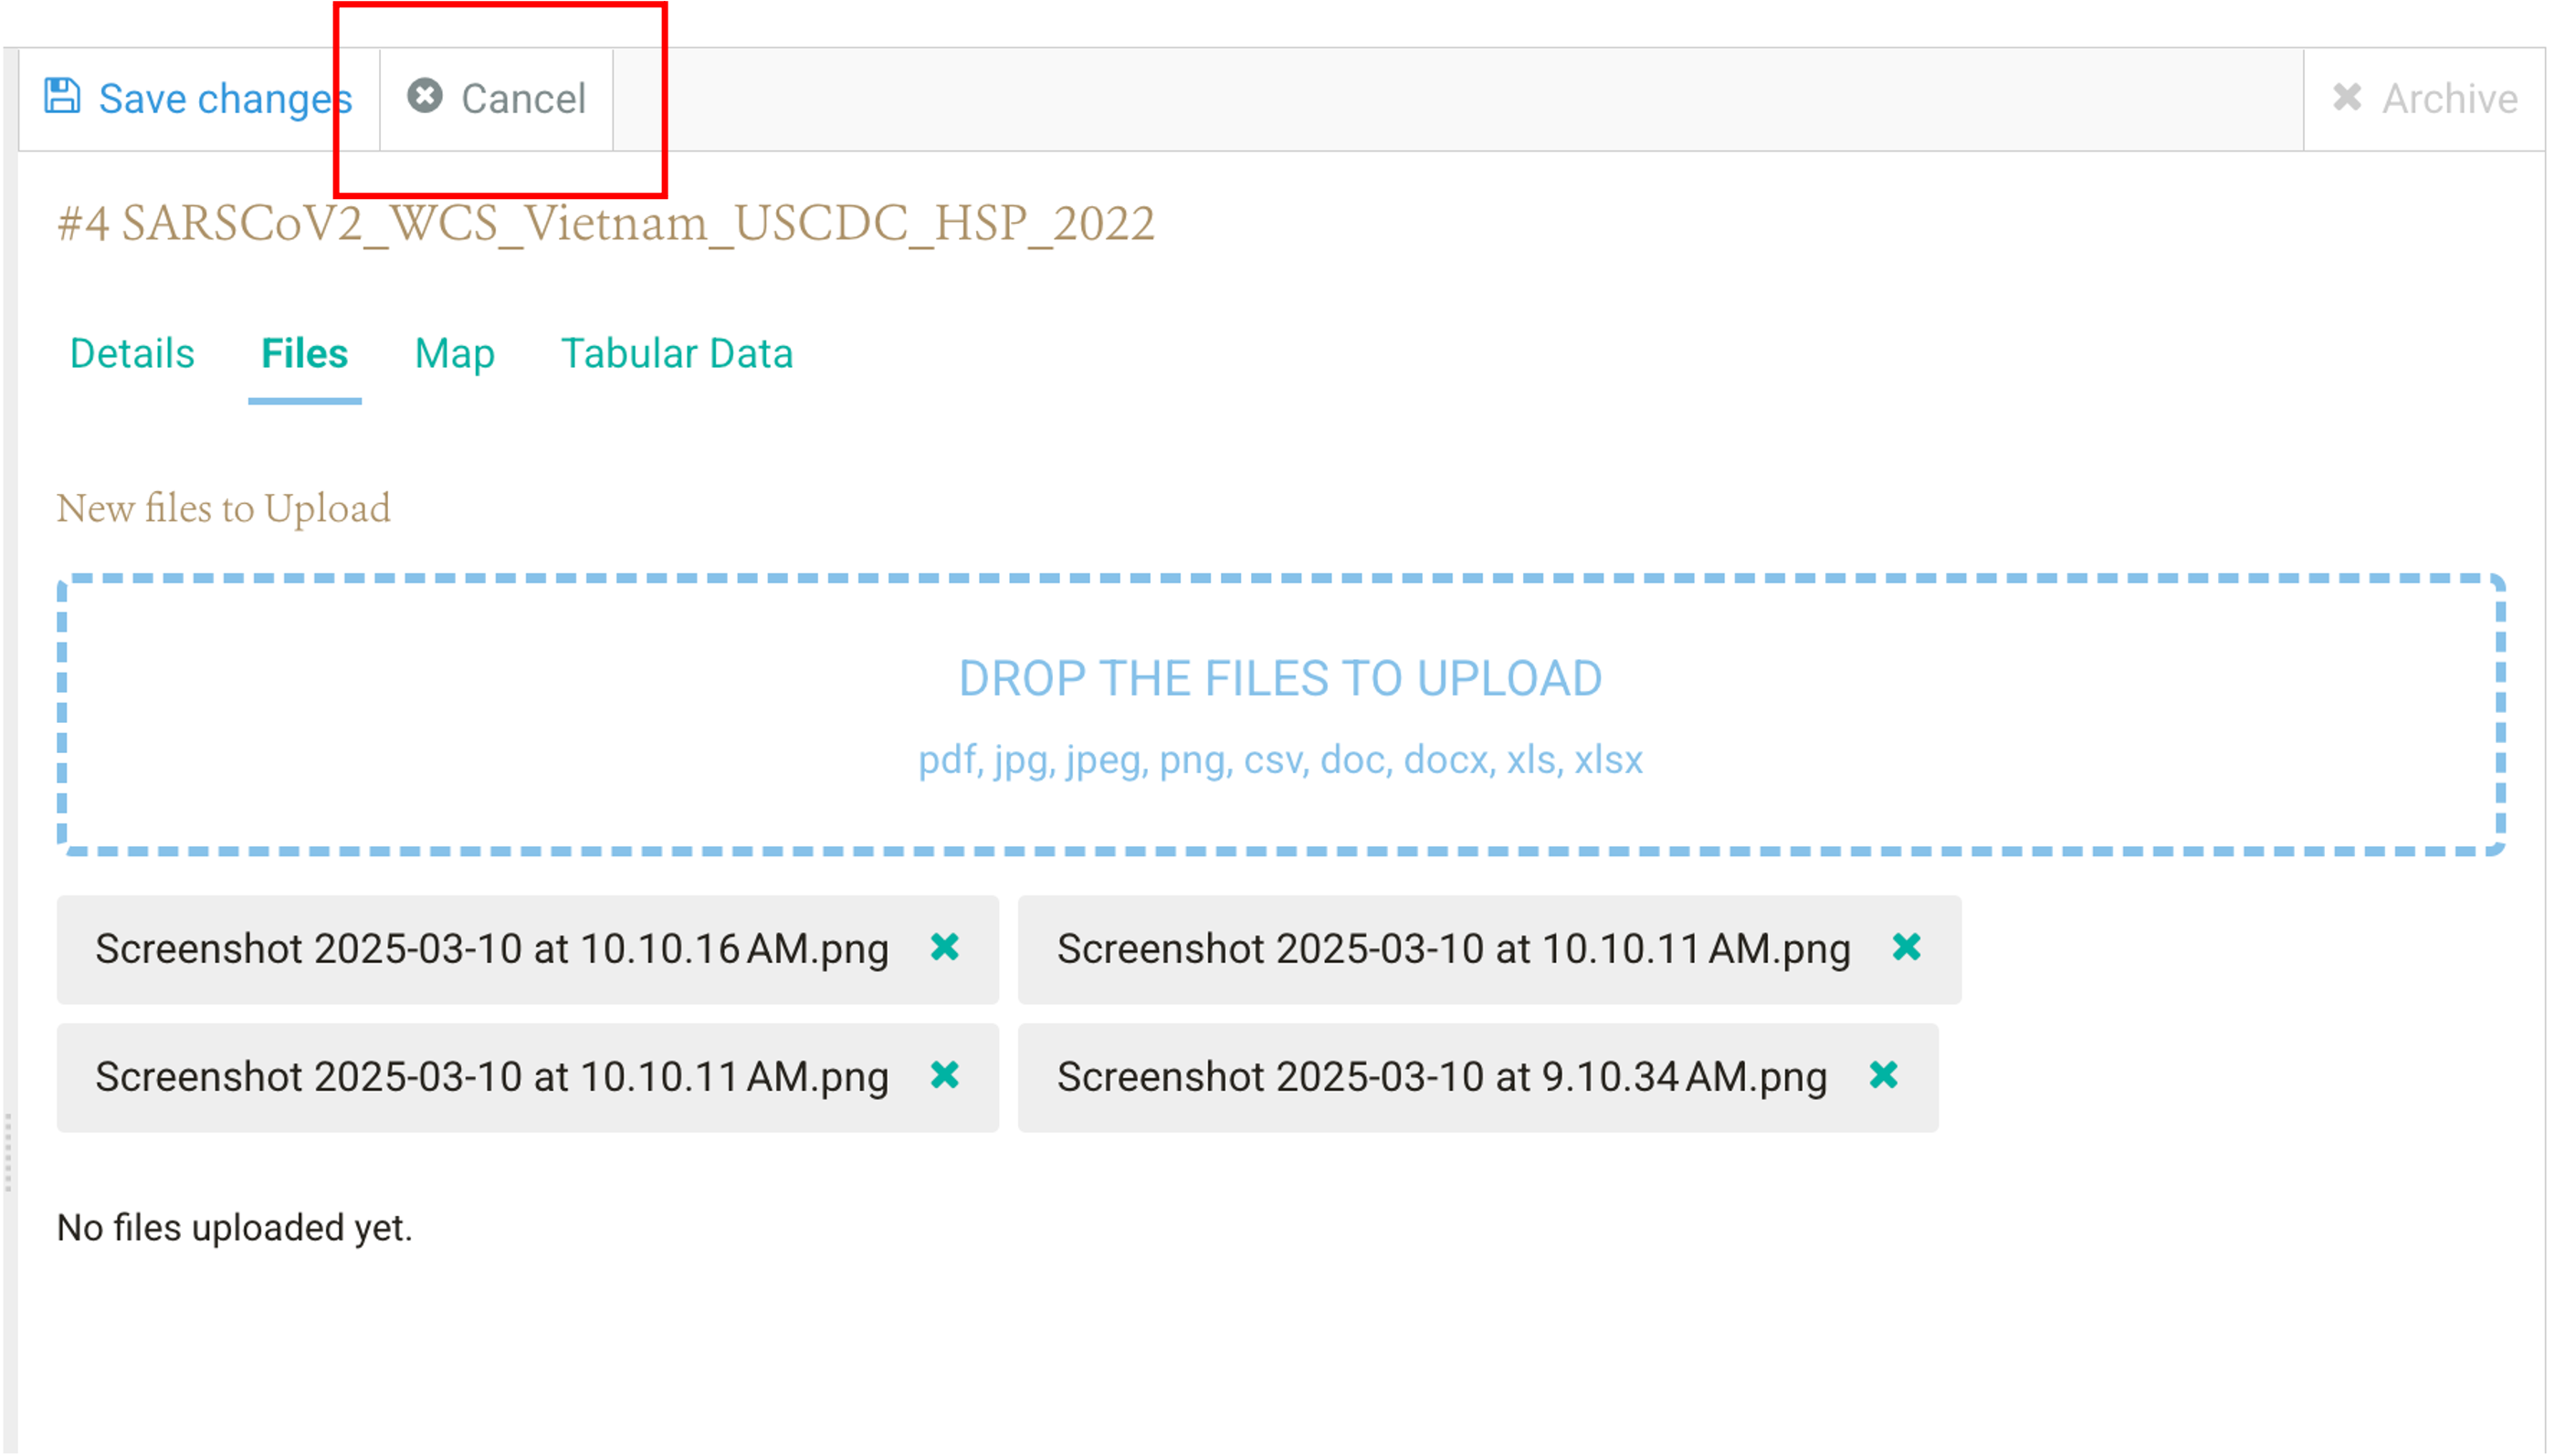 Save changes Cancel Archive
#4 SARSCoV2_WCS_Vietnam_USCDC_HSP_2022
Details Files Map Tabular Data
New files to Upload
DROP THE FILES TO UPLOAD
pdf, jpg, jpeg, png, csv, doc, docx, xls, xlsx
Screenshot 2025-03-10 at 10.10.16 AM.png Screenshot 2025-03-10 at 10.10.11 AM.png
Screenshot 2025-03-10 at 10.10.11 AM.png Screenshot 2025-03-10 at 9.10.34 AM.png
No files uploaded yet.